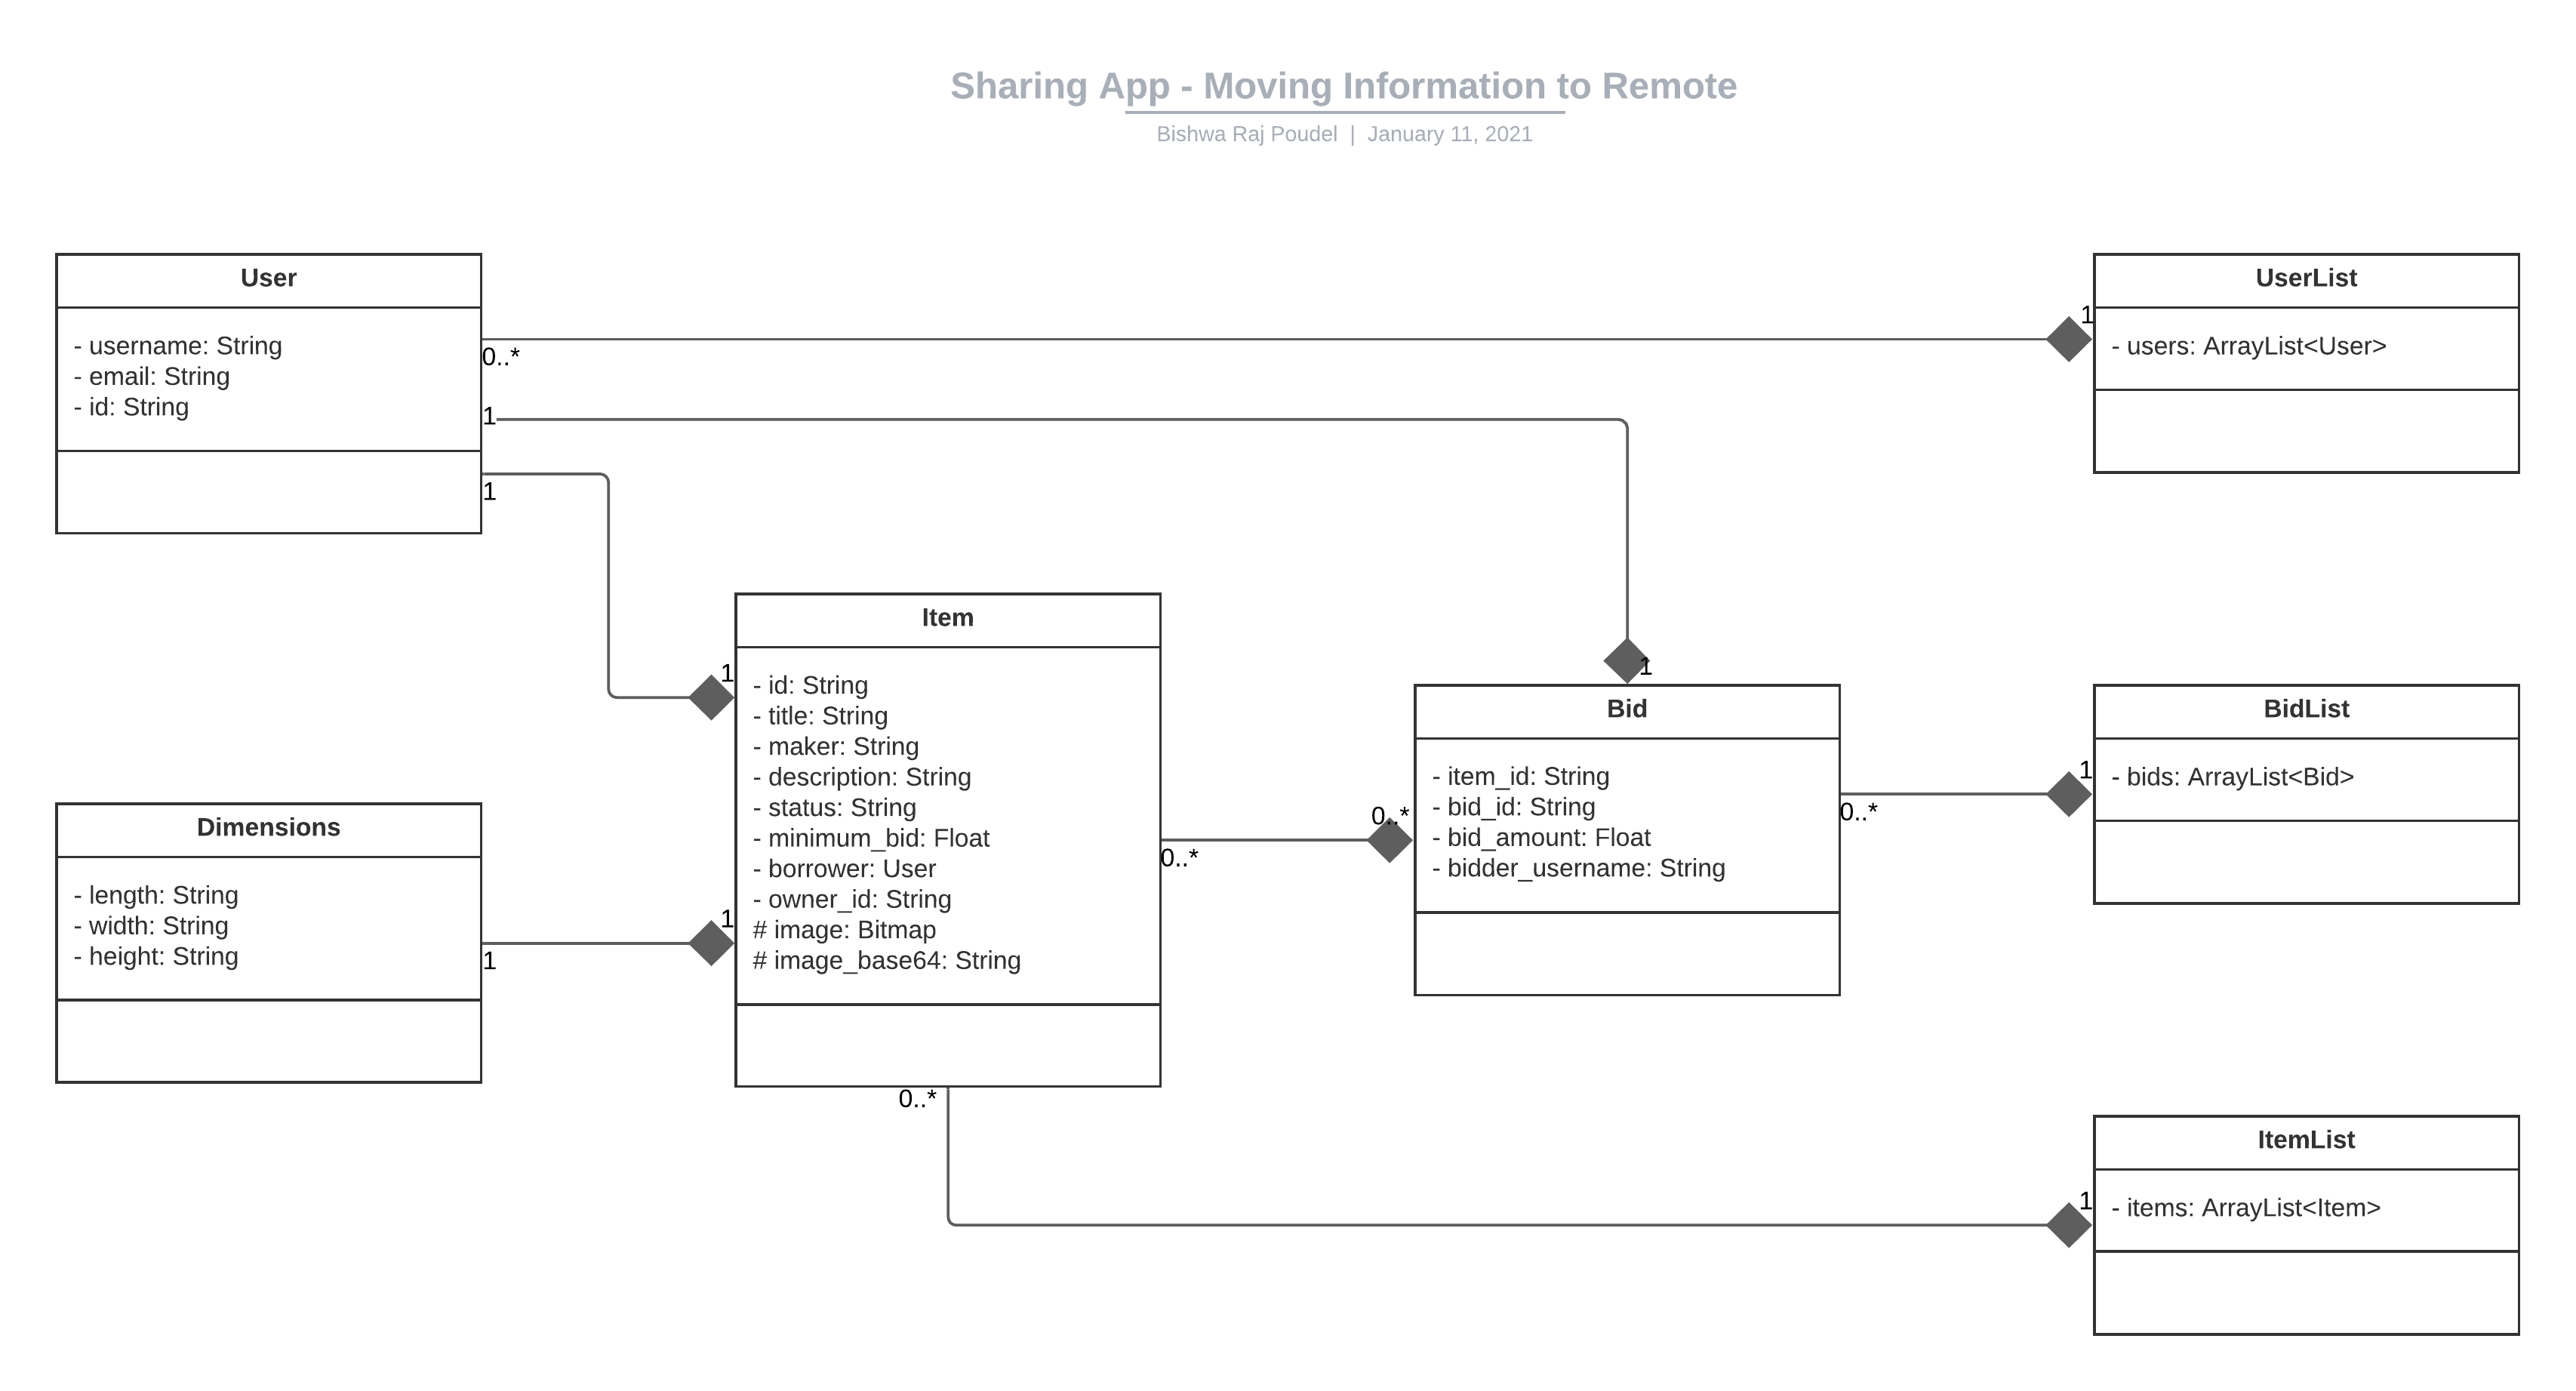 Sharing App - Moving Information to Remote
Bishwa Raj Poudel | January 11, 2021
User
- username: String
- email: String
- id: String
0..*
1
1
UserList
1
- users: ArrayList<User>
Item
1
- id: String
- title: String
- maker: String
- description: String
- status: String
- minimum_bid: Float
- borrower: User
- owner_id: String
# image: Bitmap
# image_base64: String
1
0..*
0..*
Dimensions
- length: String
- width: String
- height: String
1
1
Bid
- item_id: String
- bid_id: String
- bid_amount: Float
- bidder_username: String
0..*
0..*
BidList
1
- bids: ArrayList<Bid>
ItemList
1
- items: ArrayList<Item>